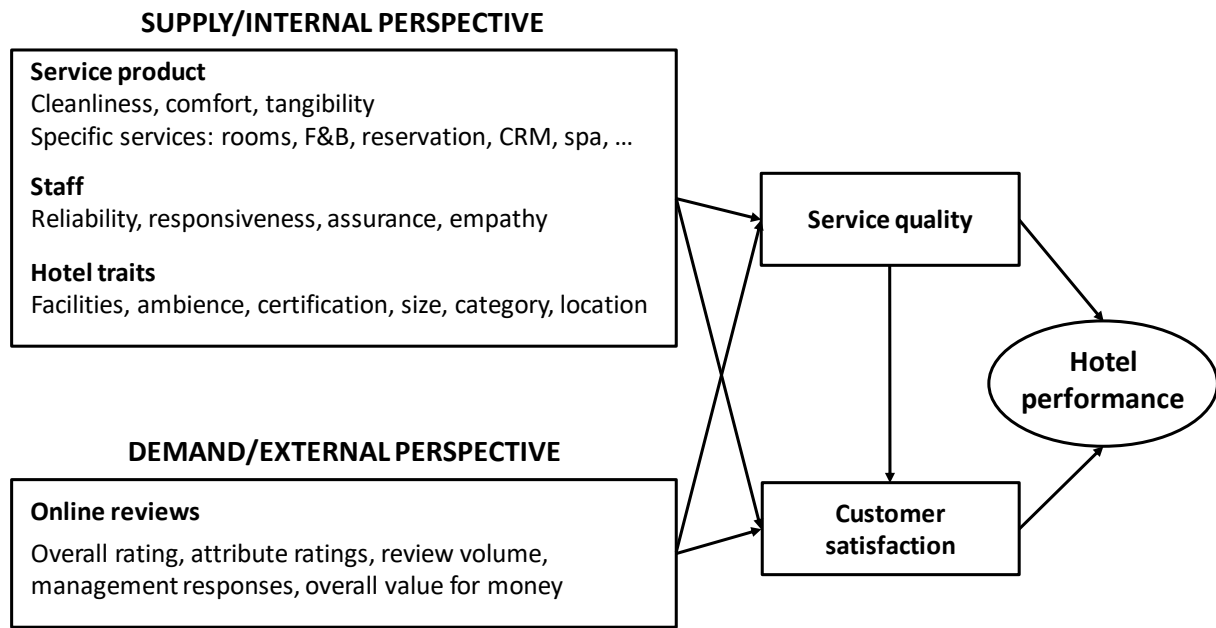 SUPPLY/INTERNAL PERSPECTIVE
Service product
Cleanliness, comfort, tangibility
Specific services: rooms, F&B, reservation, CRM, spa, ...
Staff
Reliability, responsiveness, assurance, empathy
Hotel traits
Facilities, ambience, certification, size, category, location
DEMAND/EXTERNAL PERSPECTIVE
Online reviews
Overall rating, attribute ratings, review volume,
management responses, overall value for money
Service quality
Customer
satisfaction
Hotel
performance